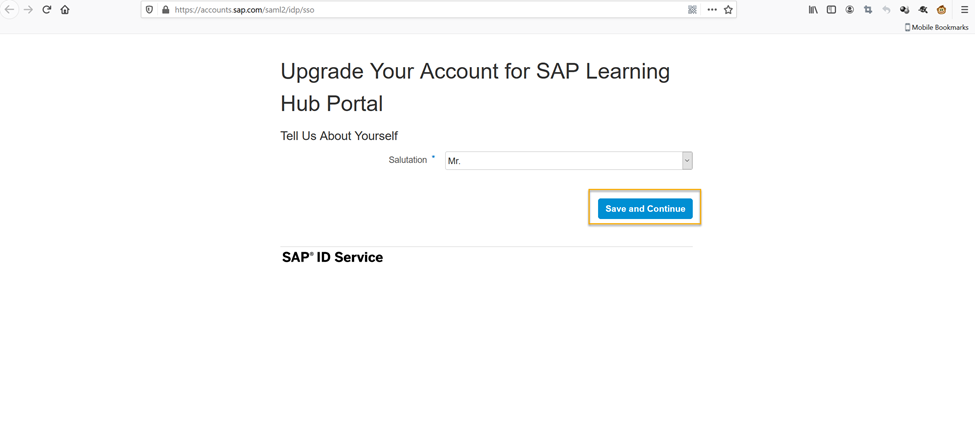 https://accounts.sap.com/saml2/idp/sso
Mobile Bookmarks
Upgrade Your Account for SAP Learning
Hub Portal
Tell Us About Yourself
Salutation *
Mr.
Save and Continue
SAP® ID Service